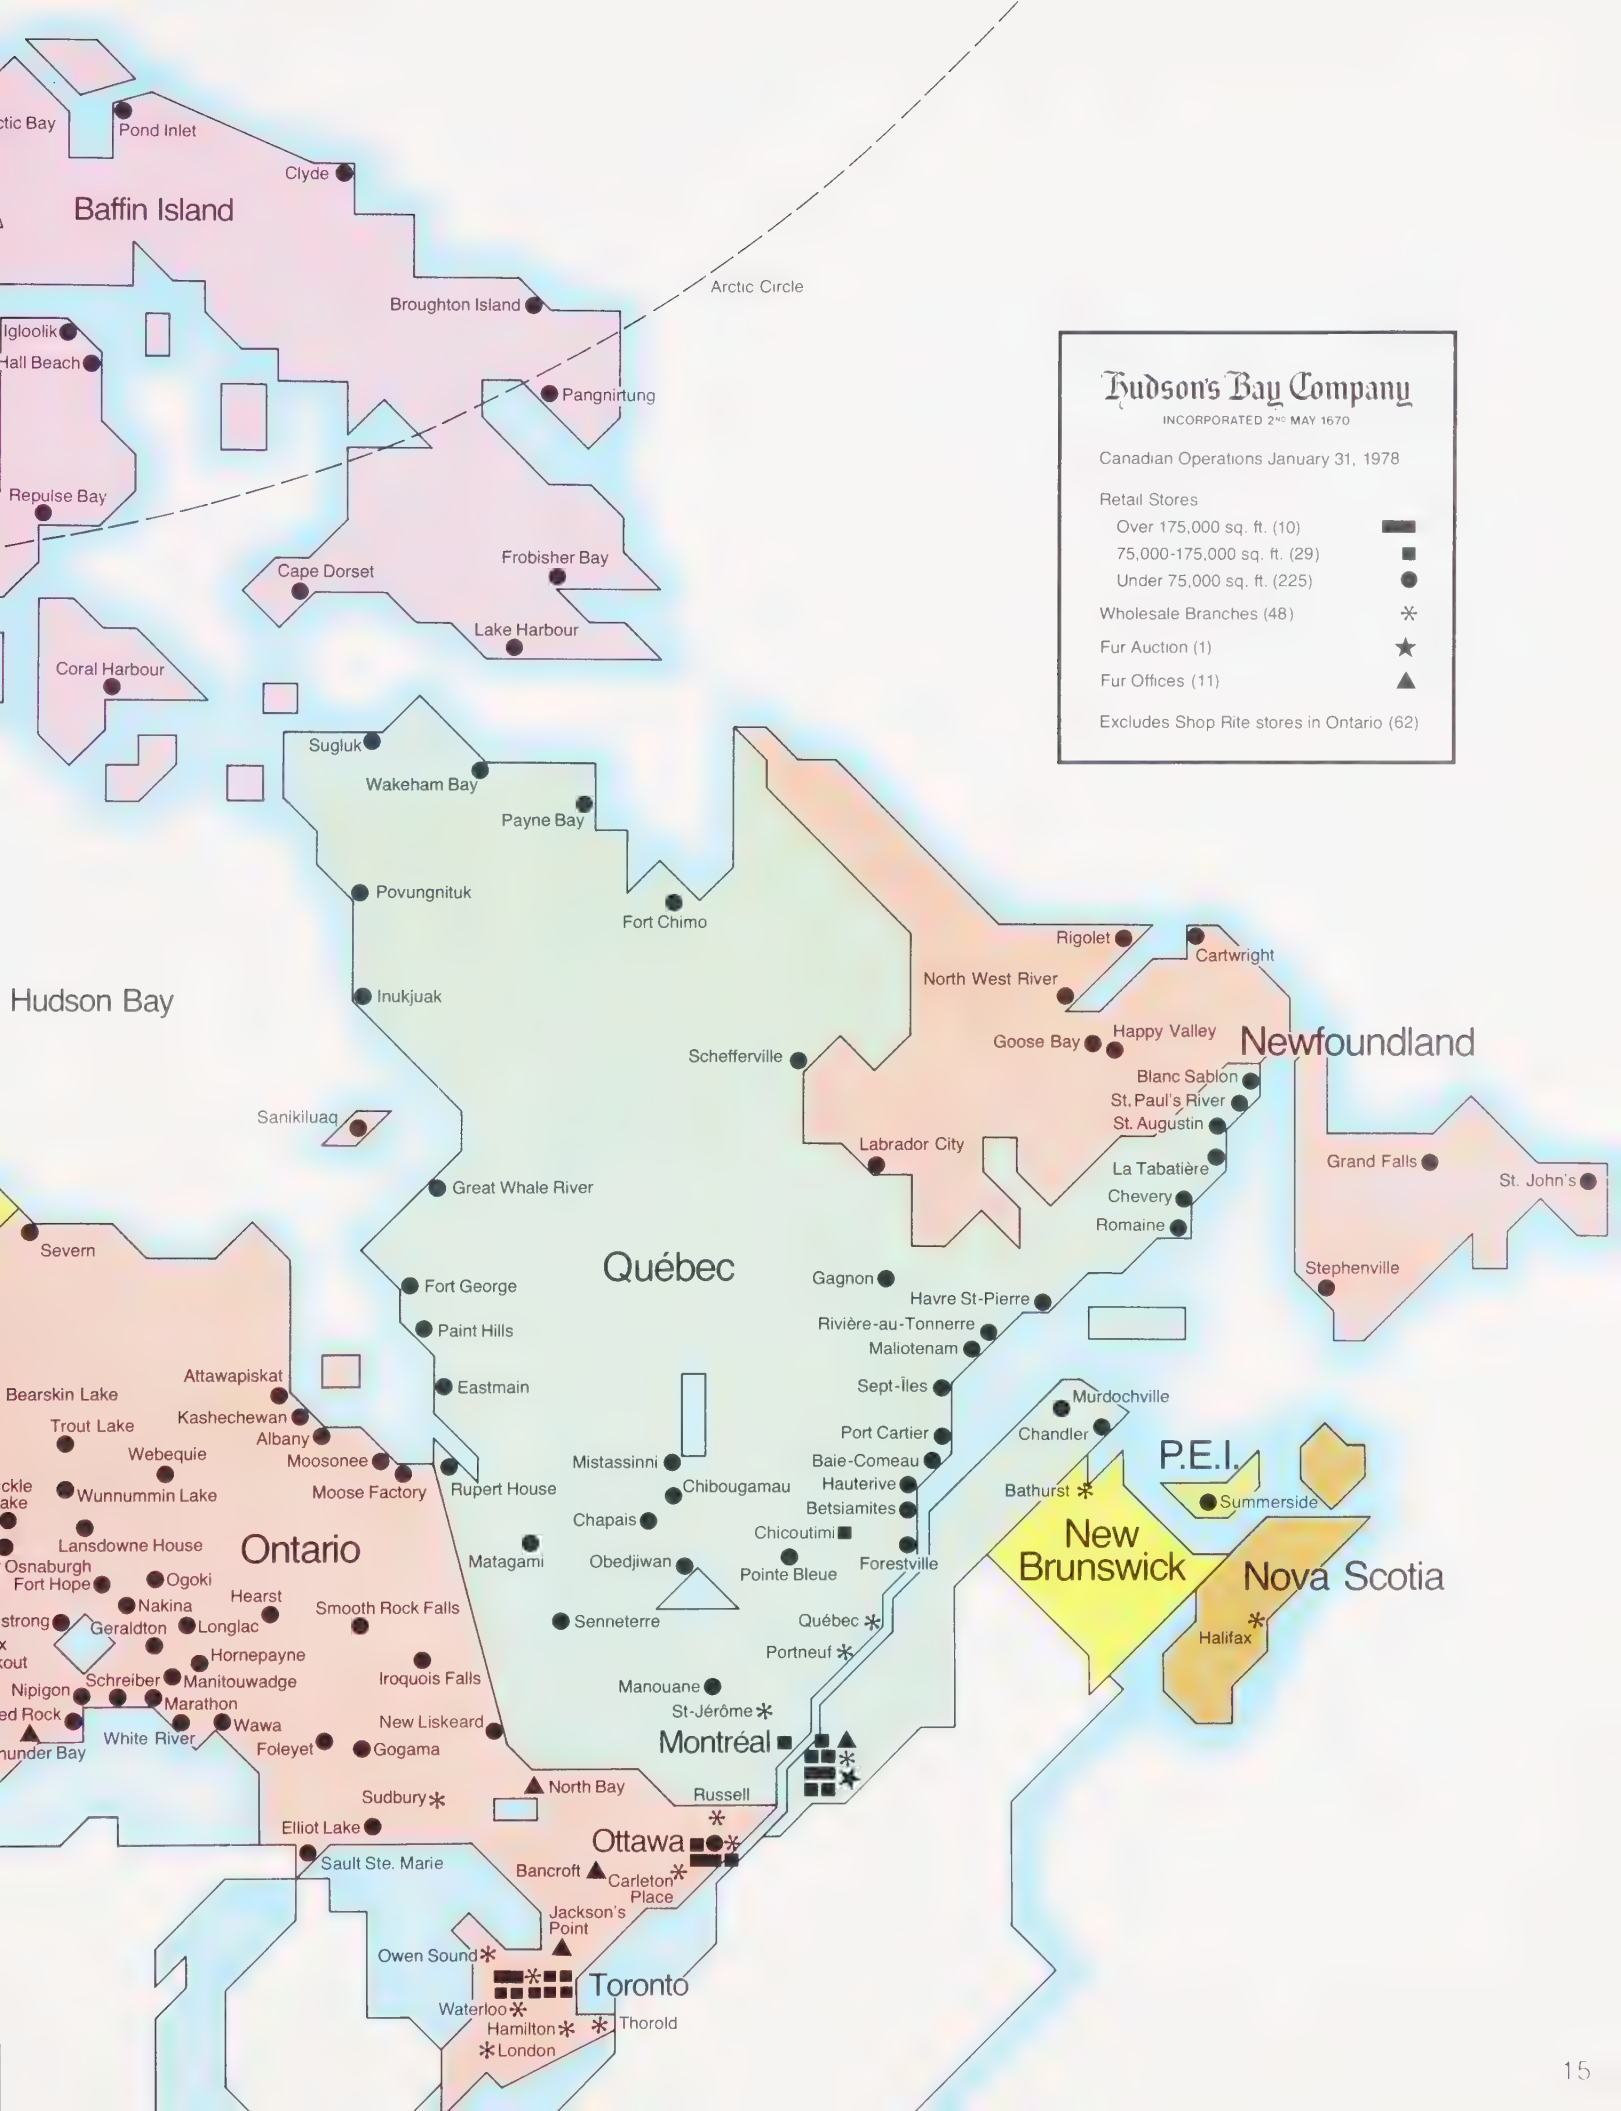 ctic Bay
Pond Inlet
Clyde
Baffin Island
Arctic Circle
Broughton Island
Igloolik
Hall Beach
Pangnirtung
Repulse Bay
Frobisher Bay
Cape Dorset
Lake Harbour
Coral Harbour
Hudson's Bay Company
INCORPORATED 2ND MAY 1670
Canadian Operations January 31, 1978
Retail Stores
Over 175,000 sq. ft. (10)
75,000-175,000 sq. ft. (29)
Under 75,000 sq. ft. (225)
Wholesale Branches (48)
Fur Auction (1)
Fur Offices (11)
Excludes Shop Rite stores in Ontario (62)
Sugluk
Wakeham Bay
Payne Bay
Povungnituk
Fort Chimo
Rigolet
Cartwright
North West River
Hudson Bay
Inukjuak
Happy Valley
Goose Bay
Newfoundland
Schefferville
Blanc Sablon
St. Paul's River
Sanikiluaq
St. Augustin
Labrador City
La Tabatière
Grand Falls
St. John's
Great Whale River
Chevery
Romaine
Severn
Québec
Stephenville
Gagnon
Fort George
Havre St-Pierre
Rivière-au-Tonnerre
Paint Hills
Maliotenam
Attawapiskat
Eastmain
Sept-Îles
Bearskin Lake
Murdochville
Kashechewan
Trout Lake
Albany
Port Cartier
Chandler
Webequie
Moosonee
Mistassinni
Baie-Comeau
P.E.I.
ckle
ake
Wunnummin Lake
Moose Factory
Rupert House
Chibougamau
Hauterive
Bathurst
Summerside
Betsiamites
Chapais
Lansdowne House
Ontario
Chicoutimi
New
Brunswick
Osnaburgh
Matagami
Obedjiwan
Forestville
Pointe Bleue
Nova Scotia
Fort Hope
Ogoki
Hearst
Nakina
Smooth Rock Falls
strong
Geraldton
Longlac
Senneterre
Québec
Halifax
x
kout
Hornepayne
Portneuf
Schreiber
Manitouwadge
Iroquois Falls
Nipigon
Marathon
Manouane
ed Rock
St-Jérôme
White River
Wawa
New Liskeard
Montréal
hunder Bay
Foleyet
Gogama
North Bay
Sudbury
Russell
Elliot Lake
Ottawa
Sault Ste. Marie
Bancroft
Carleton
Place
Jackson's
Point
Owen Sound
Toronto
Waterloo
Hamilton
Thorold
London
15